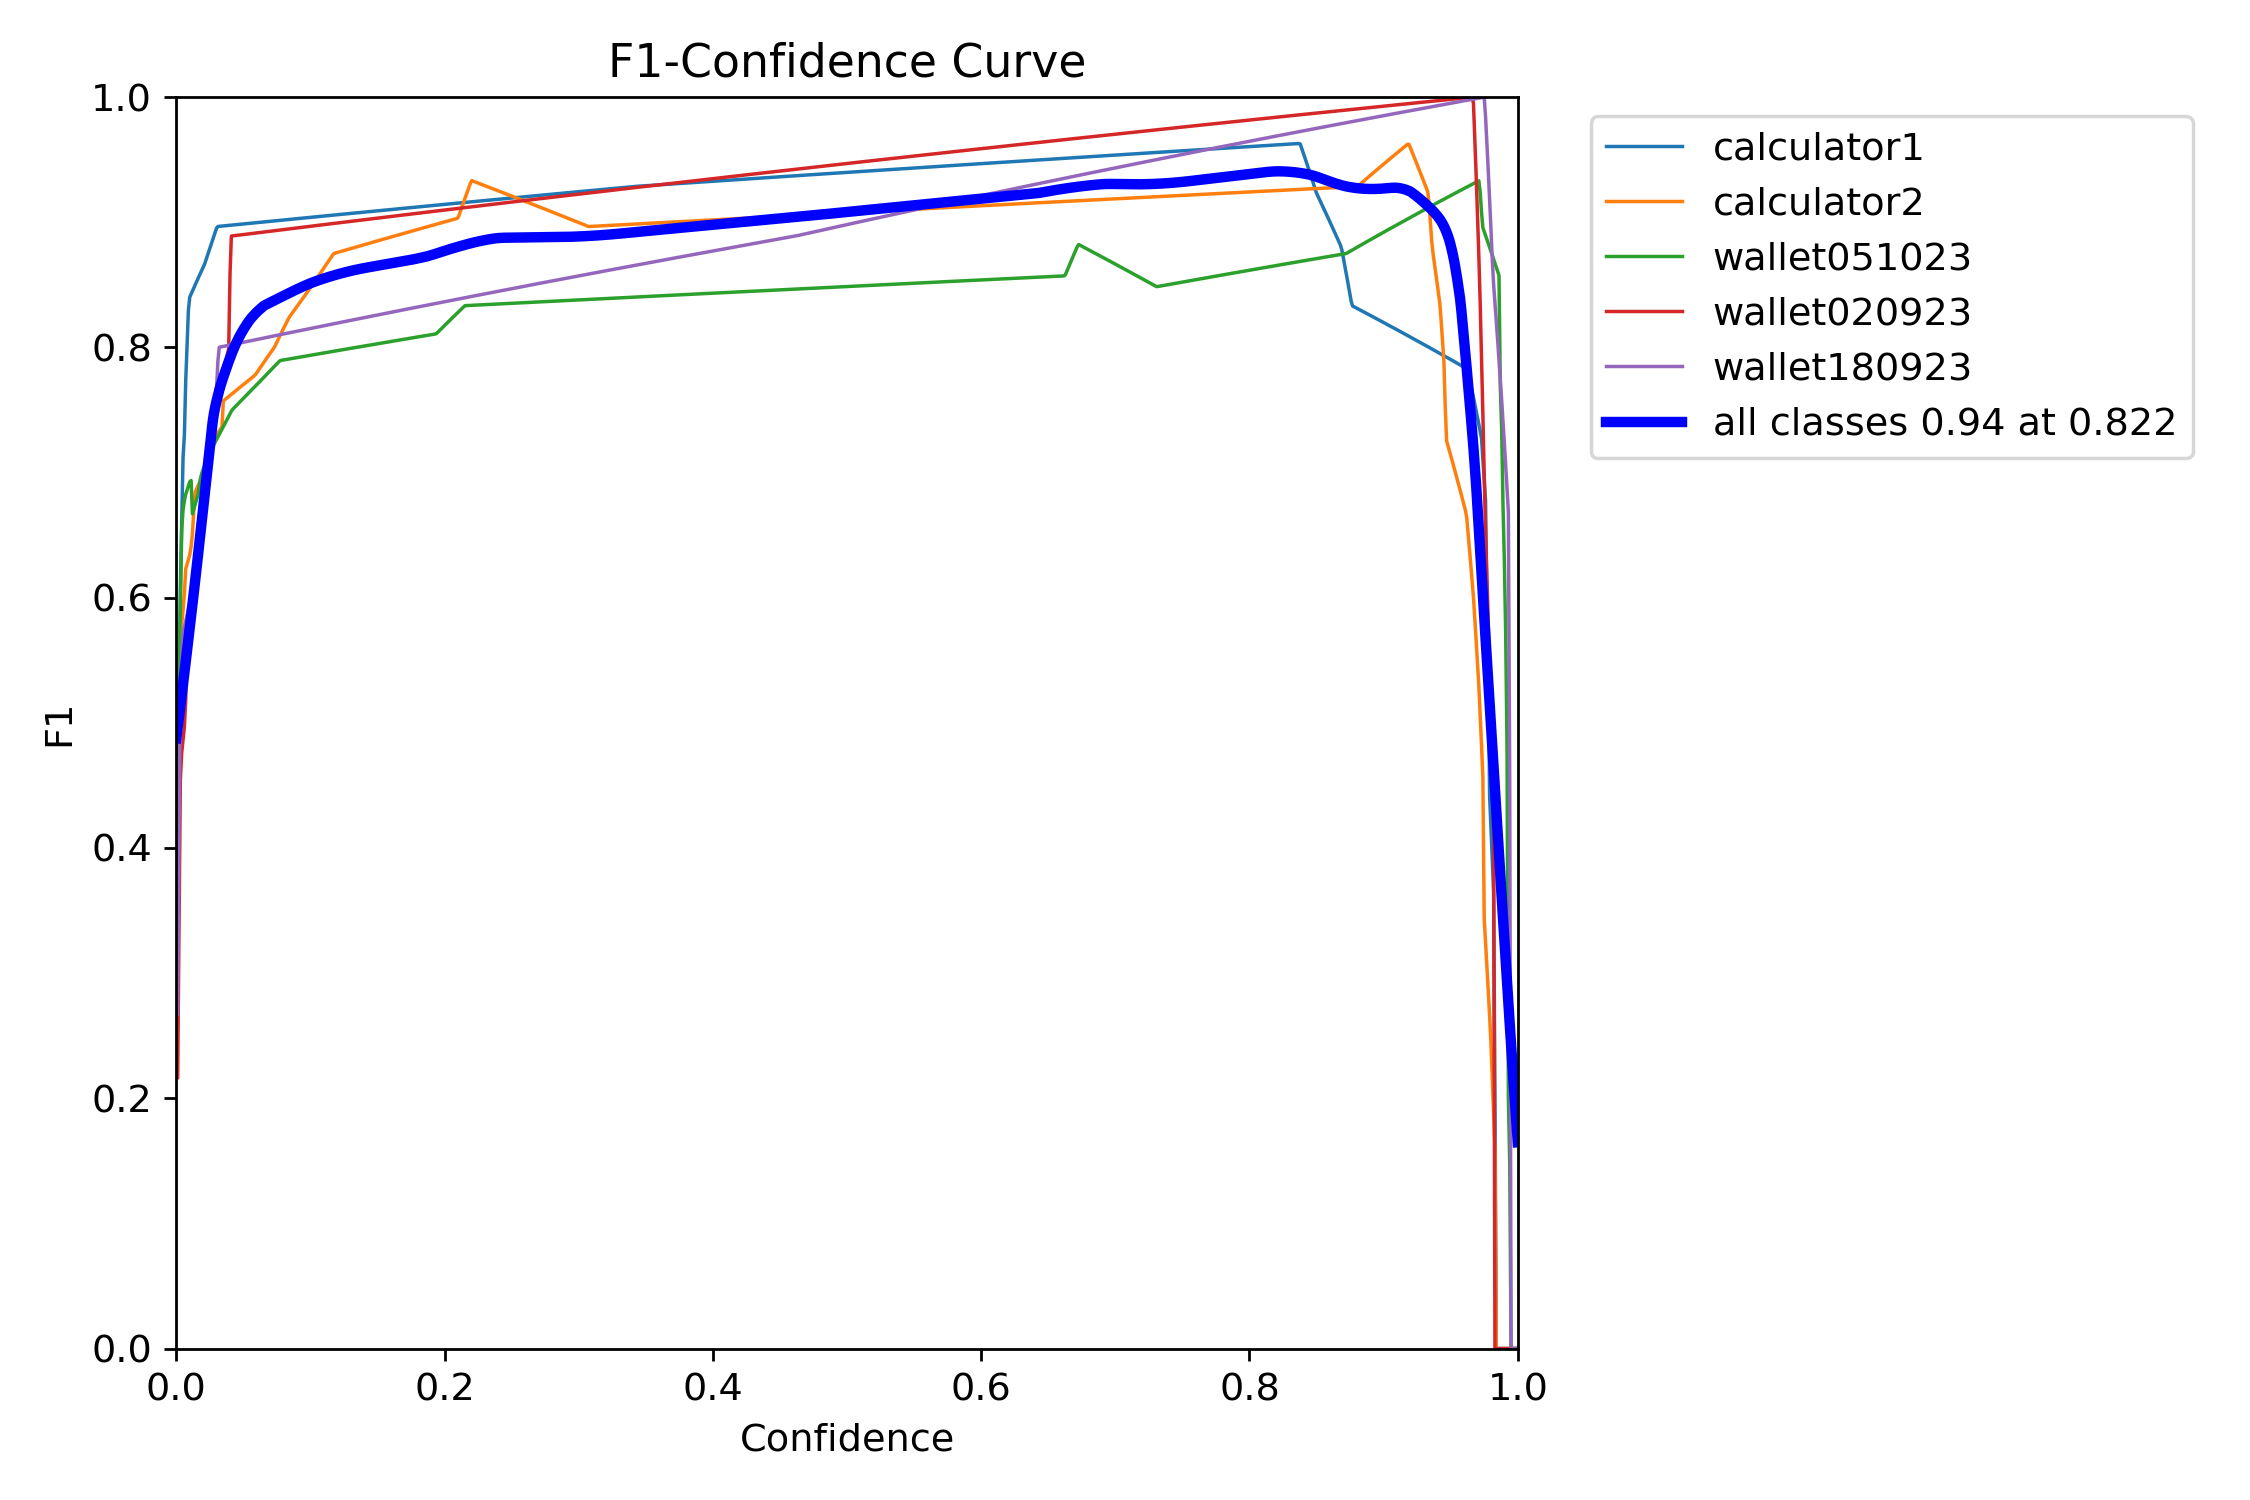 F1-Confidence Curve
1.0
0.8
0.6
0.4
0.2
0.0
F1
0.0 0.2 0.4 0.6 0.8 1.0
Confidence
calculator1
calculator2
wallet051023
wallet020923
wallet180923
all classes 0.94 at 0.822